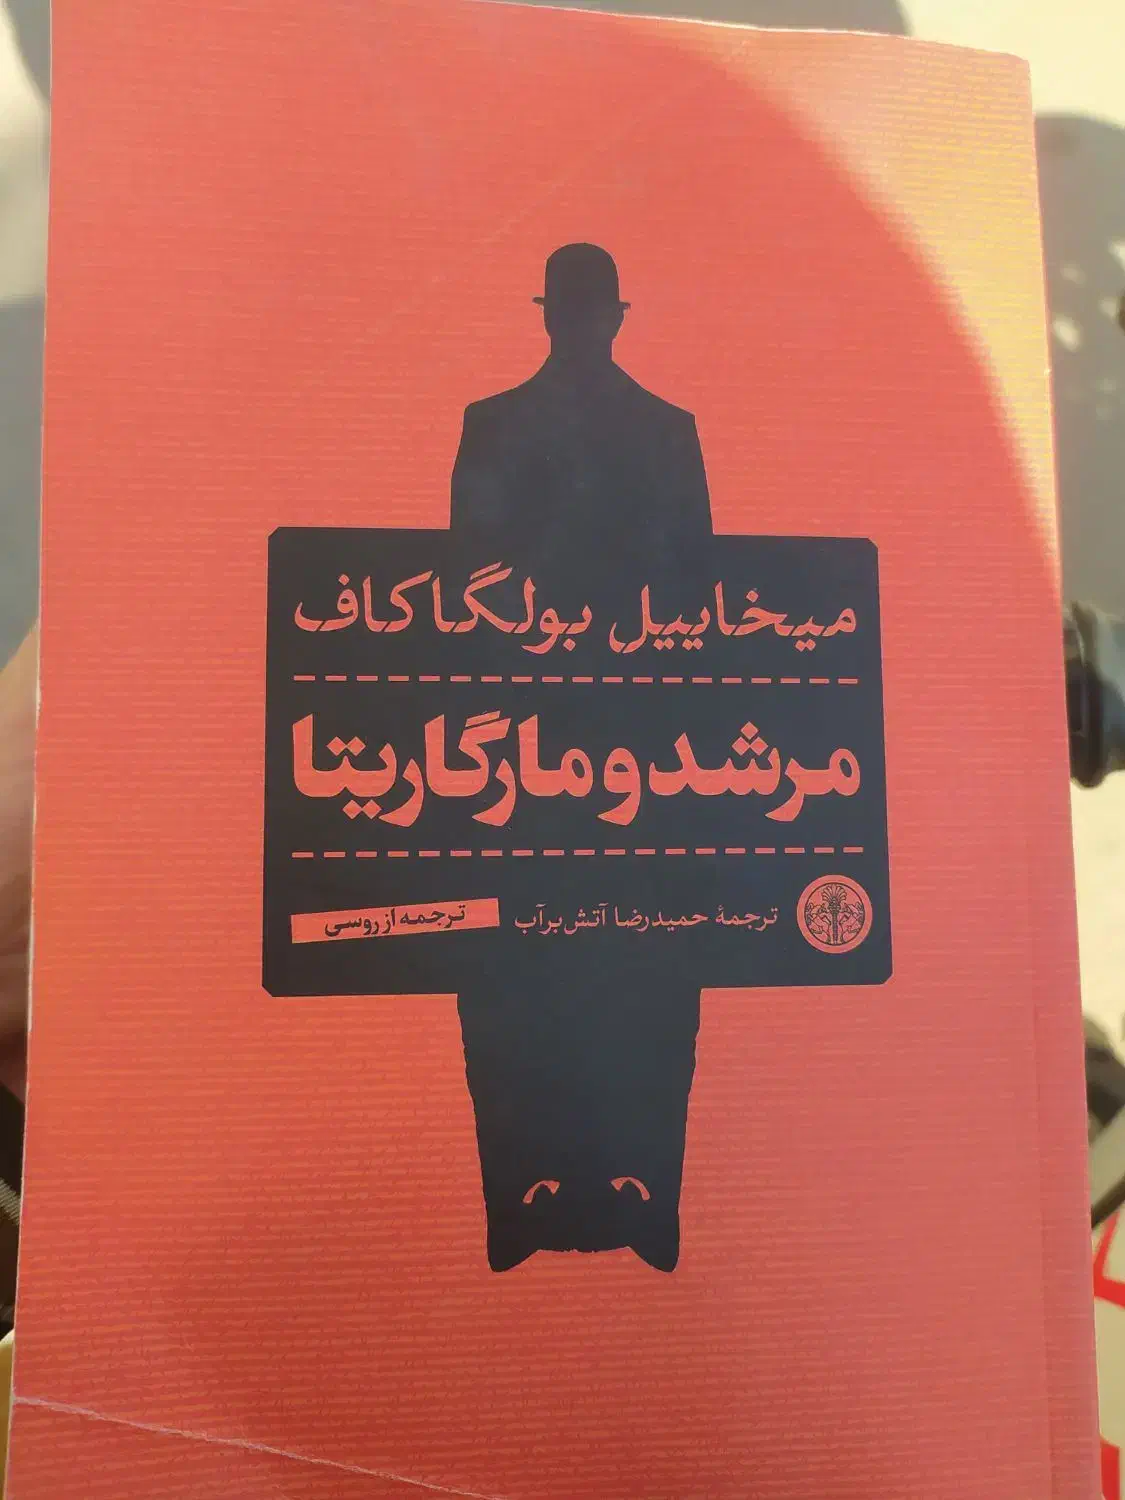 میخاییل بولگاکاف
مرشد و مارگاریتا
ترجمهٔ حمیدرضا آتش‌برآب
ترجمه از روسی